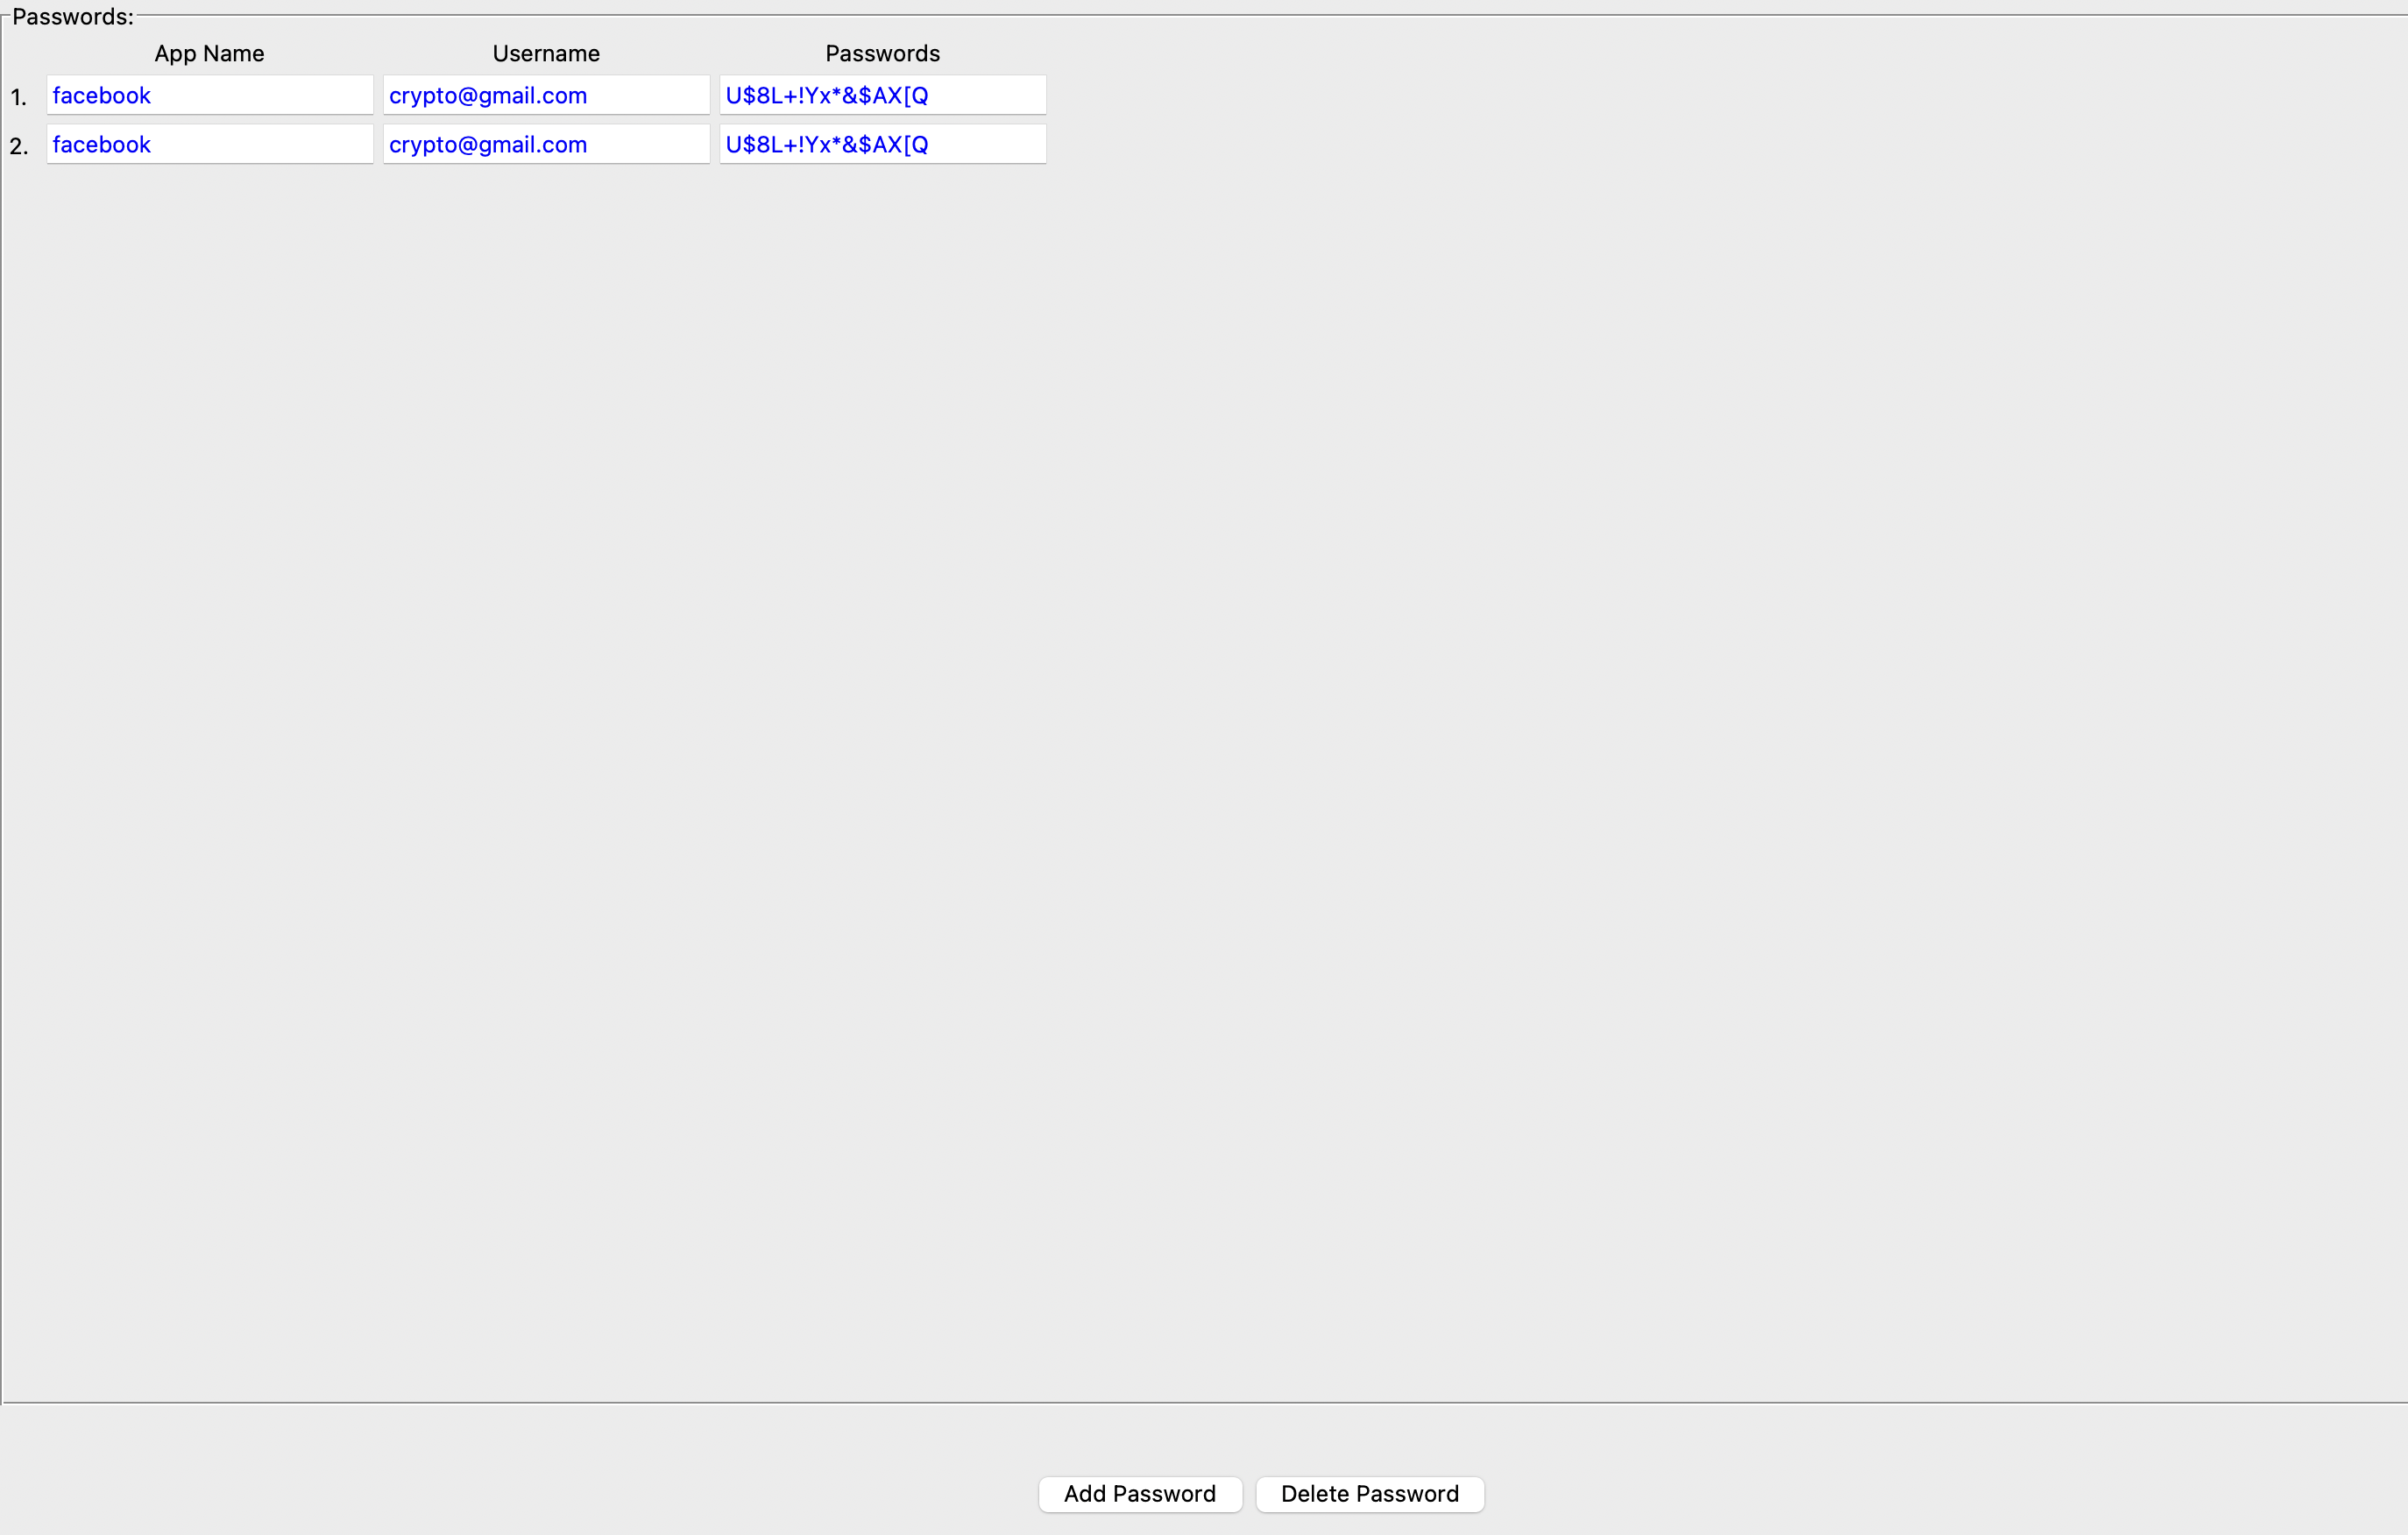 Passwords:
App Name Username Passwords
1. facebook crypto@gmail.com U$8L+!Yx*&$AX[Q
2. facebook crypto@gmail.com U$8L+!Yx*&$AX[Q
Add Password Delete Password